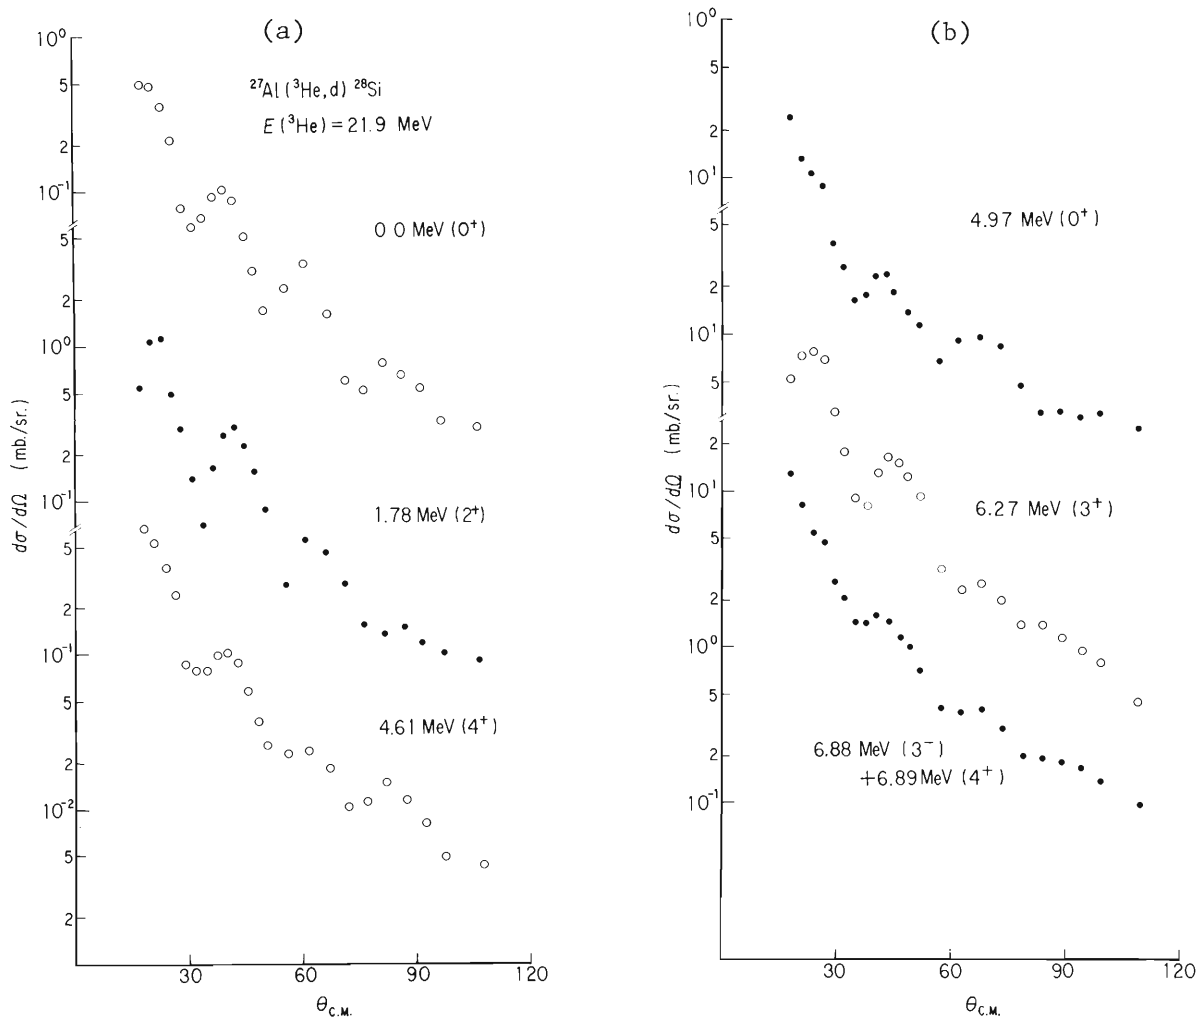 (a)
10⁰
5
2
10⁻¹
5
2
10⁰
5
2
10⁻¹
5
2
10⁻¹
5
2
10⁻²
5
2
30
60
90
120
θC.M.
dσ/dΩ (mb./sr.)
²⁷Al(³He,d)²⁸Si
E(³He)=21.9 MeV
0 0 MeV (0⁺)
1.78 MeV (2⁺)
4.61 MeV (4⁺)
(b)
10⁰
5
2
10¹
5
2
10¹
5
2
10¹
5
2
10⁰
5
2
10⁻¹
30
60
90
120
θC.M.
dσ/dΩ (mb./sr.)
4.97 MeV (0⁺)
6.27 MeV (3⁺)
6.88 MeV (3⁻)
+6.89 MeV (4⁺)